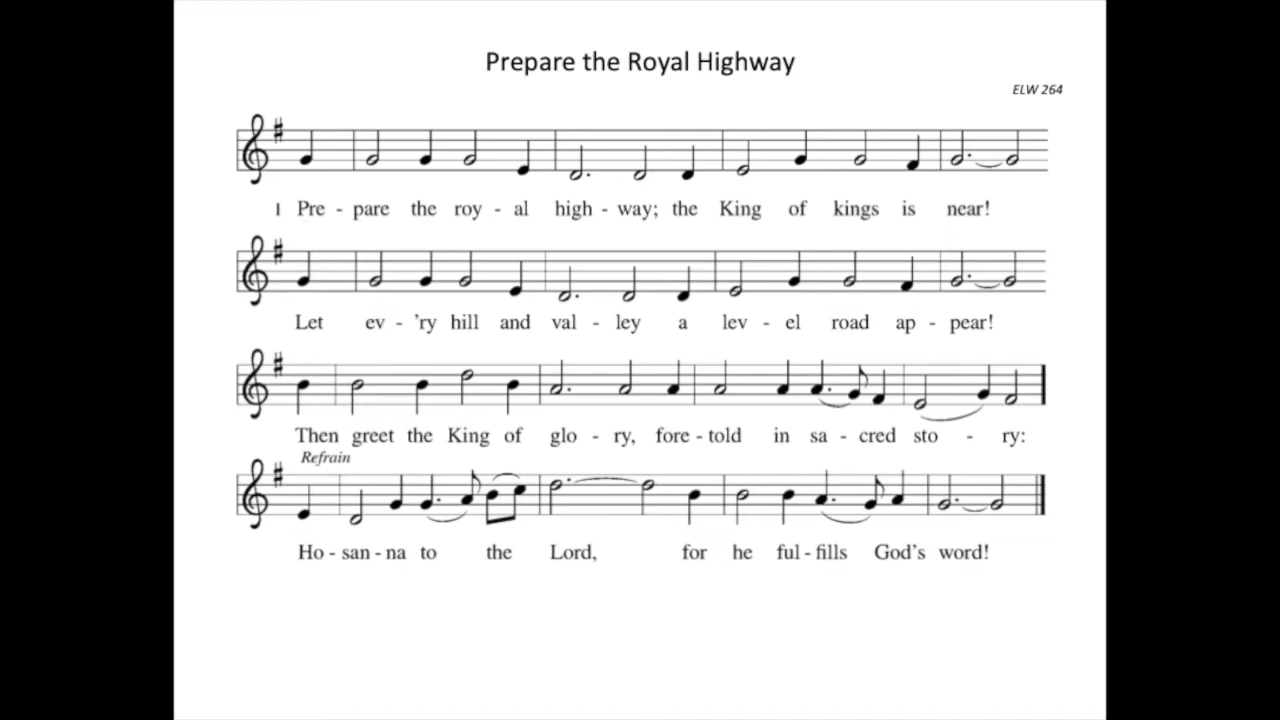 Prepare the Royal Highway
ELW 264
1 Pre - pare the roy - al high - way; the King of kings is near!
Let ev - 'ry hill and val - ley a lev - el road ap - pear!
Then greet the King of glo - ry, fore - told in sa - cred sto - ry:
Refrain
Ho - san - na to the Lord, for he ful - fills God's word!